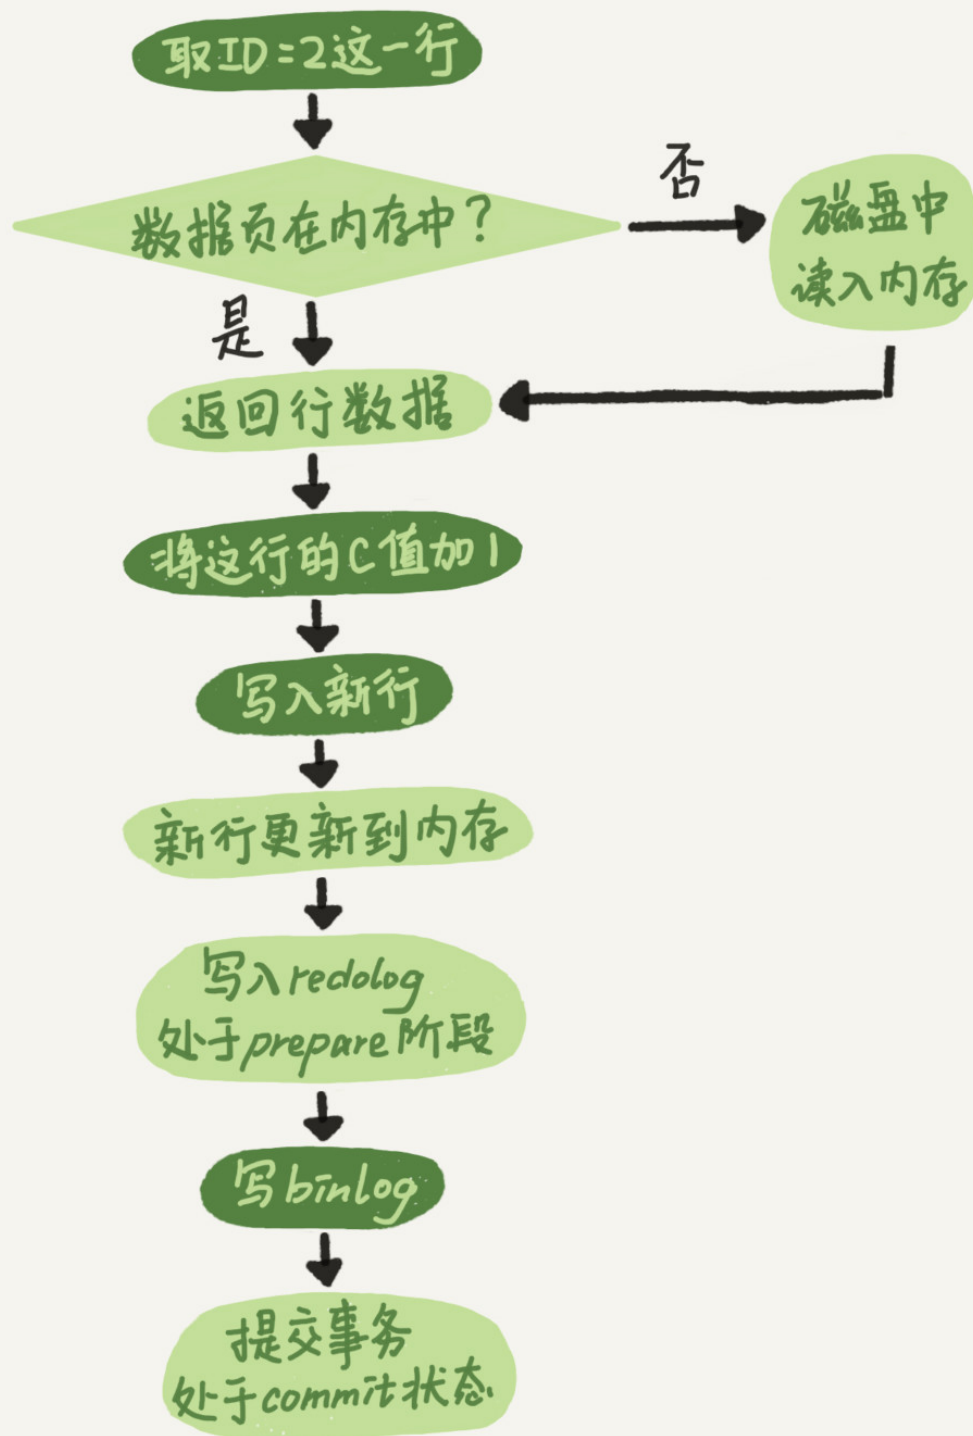 取ID=2这一行
数据页在内存中？
否
磁盘中
读入内存
是
返回行数据
将这行的C值加1
写入新行
新行更新到内存
写入redolog
处于prepare阶段
写binlog
提交事务
处于commit状态